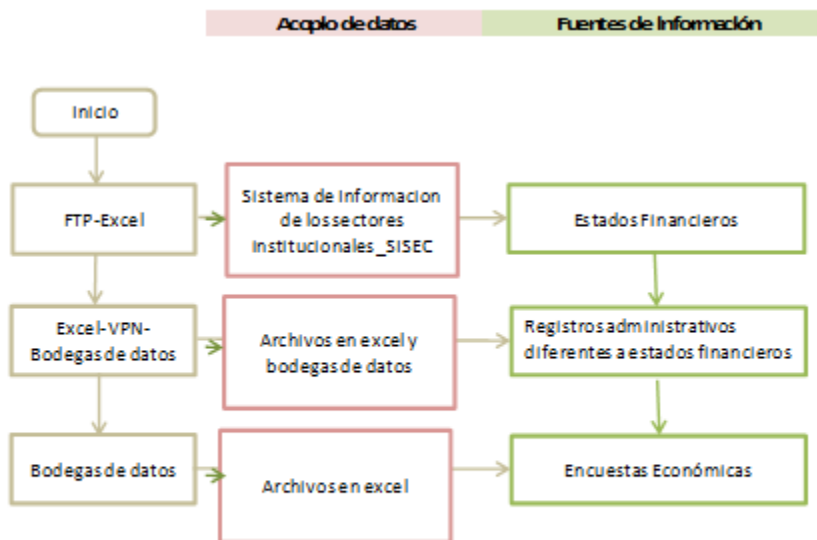 Acopio de datos
Fuentes de Información
Inicio
FTP-Excel
Sistema de Informacion
de los sectores
institucionales_SISEC
Estados Financieros
Excel-VPN-
Bodegas de datos
Archivos en excel y
bodegas de datos
Registros administrativos
diferentes a estados financieros
Bodegas de datos
Archivos en excel
Encuestas Económicas